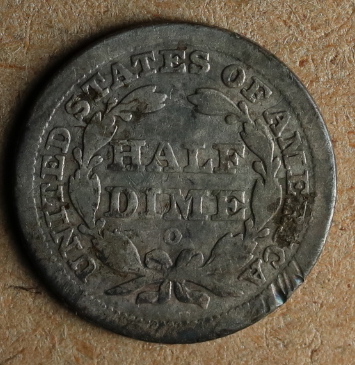 UNITED STATES OF AMERICA
HALF
DIME
O